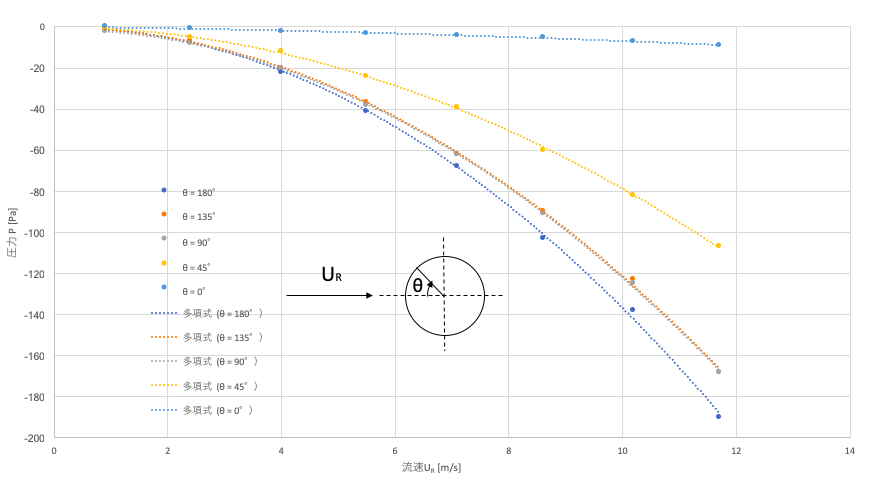 0
-20
-40
-60
-80
-100
-120
-140
-160
-180
-200
圧力 P [Pa]
θ = 180°
θ = 135°
θ = 90°
θ = 45°
θ = 0°
多項式 (θ = 180° )
多項式 (θ = 135° )
多項式 (θ = 90° )
多項式 (θ = 45° )
多項式 (θ = 0° )
UR
θ
0 2 4 6 8 10 12 14
流速UR [m/s]